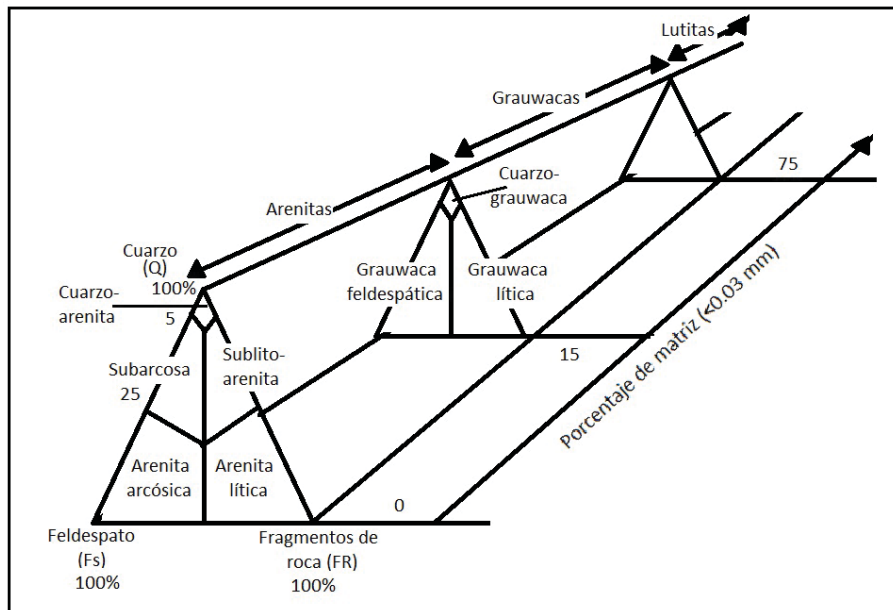 Lutitas
Grauwacas
75
Cuarzo-
grauwaca
Arenitas
Cuarzo
(Q)
100%
Cuarzo-
arenita
5
Grauwaca
feldespática
Grauwaca
lítica
Subarcosa
25
Sublito-
arenita
15
Porcentaje de matriz (<0.03 mm)
Arenita
arcósica
Arenita
lítica
0
Feldespato
(Fs)
100%
Fragmentos de
roca (FR)
100%